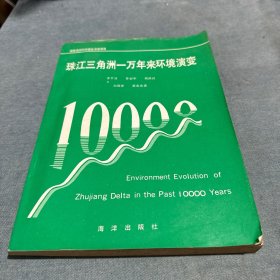 珠江三角洲一万年来环境演变
10000
Environment Evolution of
Zhujiang Delta in the Past 10000 Years
海洋出版社